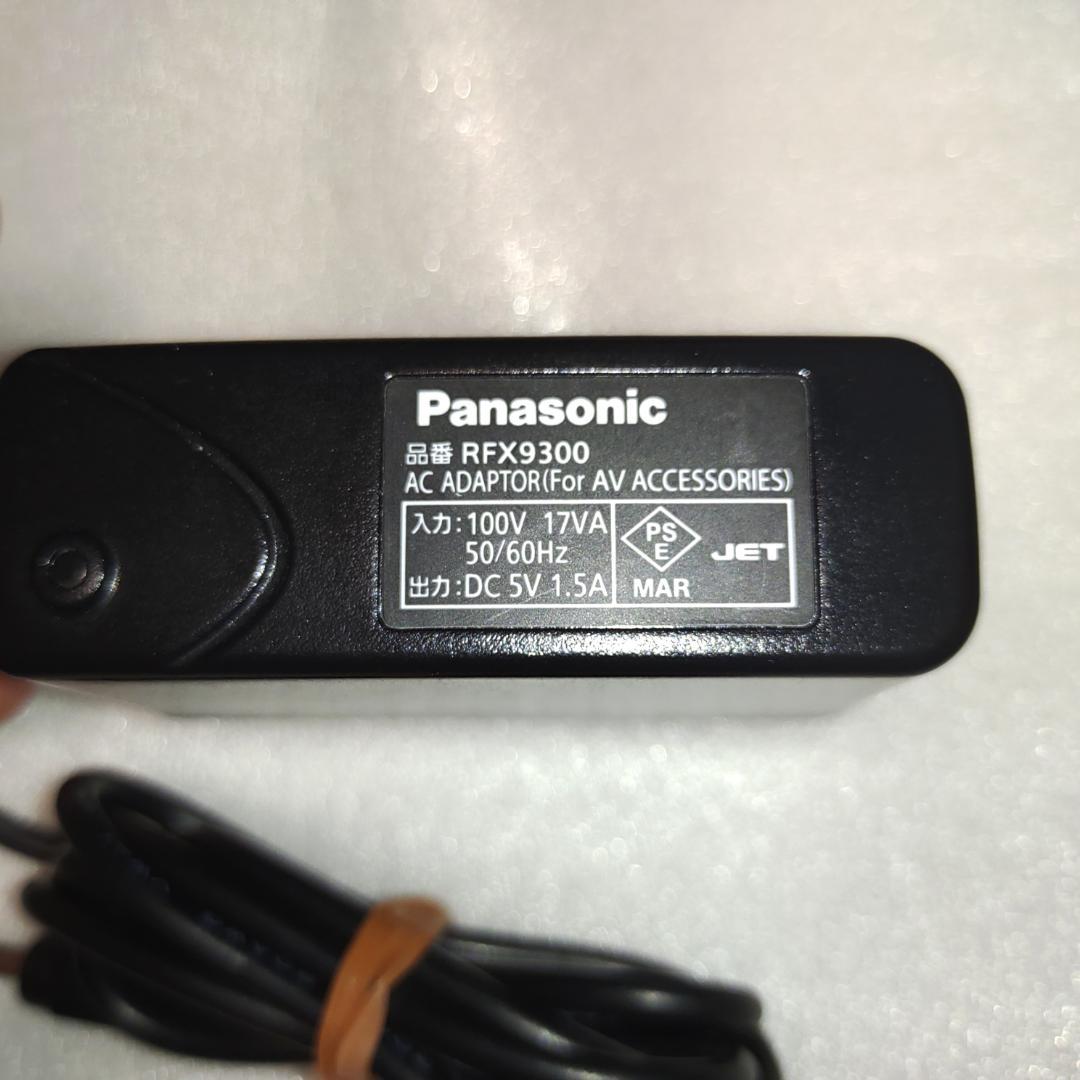 Panasonic
品番 RFX9300
AC ADAPTOR(For AV ACCESSORIES)
入力:100V 17VA
50/60Hz
出力:DC 5V 1.5A
PS
E
MAR
JET